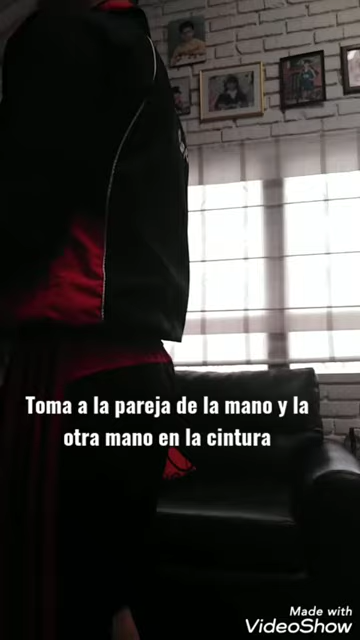 Toma a la pareja de la mano y la
otra mano en la cintura
Made with
VideoShow